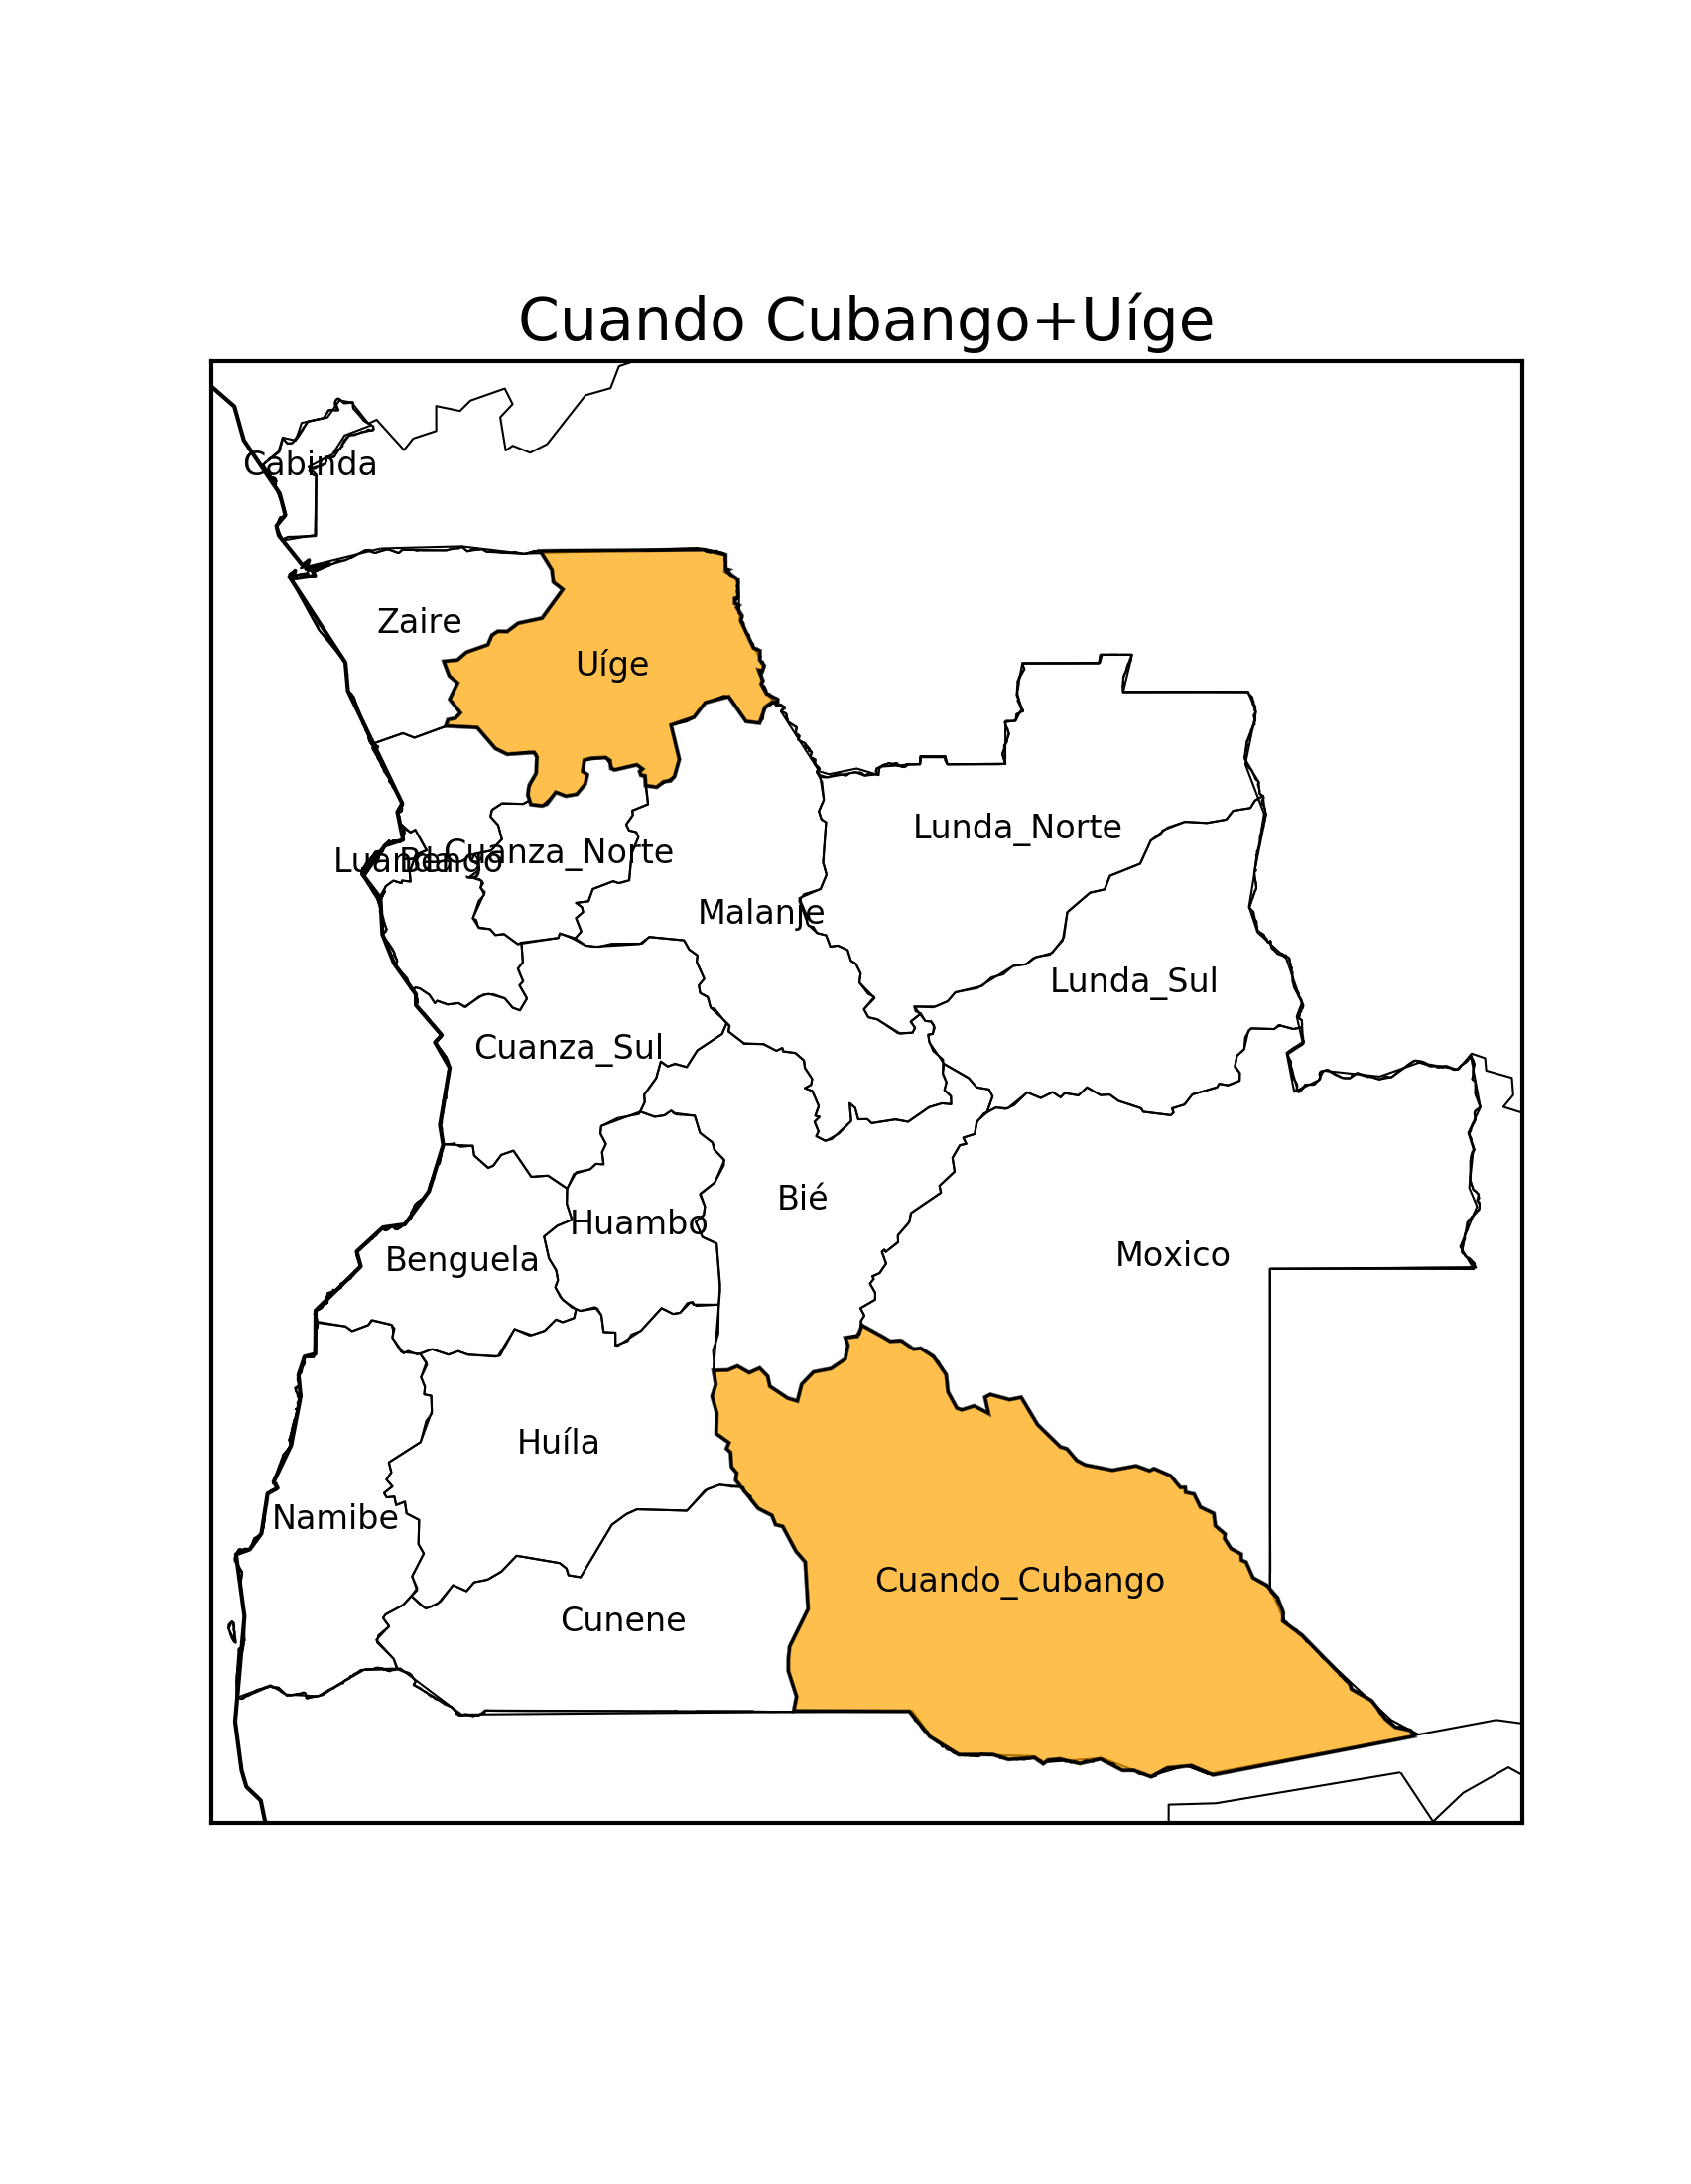 Cuando Cubango+Uíge
Cabinda
Zaire
Uíge
Lunda_Norte
Cuanza_Norte
Luanda
Bengo
Malanje
Lunda_Sul
Cuanza_Sul
Bié
Huambo
Moxico
Benguela
Huíla
Namibe
Cuando_Cubango
Cunene